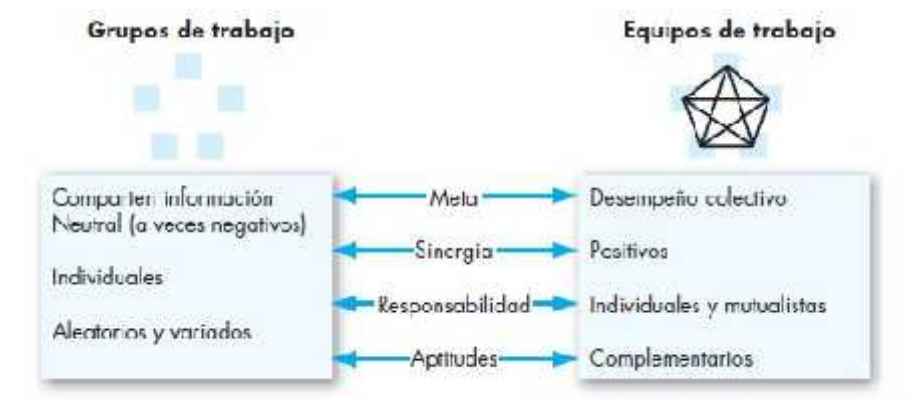 Grupos de trabajo
Equipos de trabajo
Comparten información
Neutral (a veces negativos)
Individuales
Aleatorios y variados
Meta
Sinergia
Responsabilidad
Aptitudes
Desempeño colectivo
Positivos
Individuales y mutualistas
Complementarios